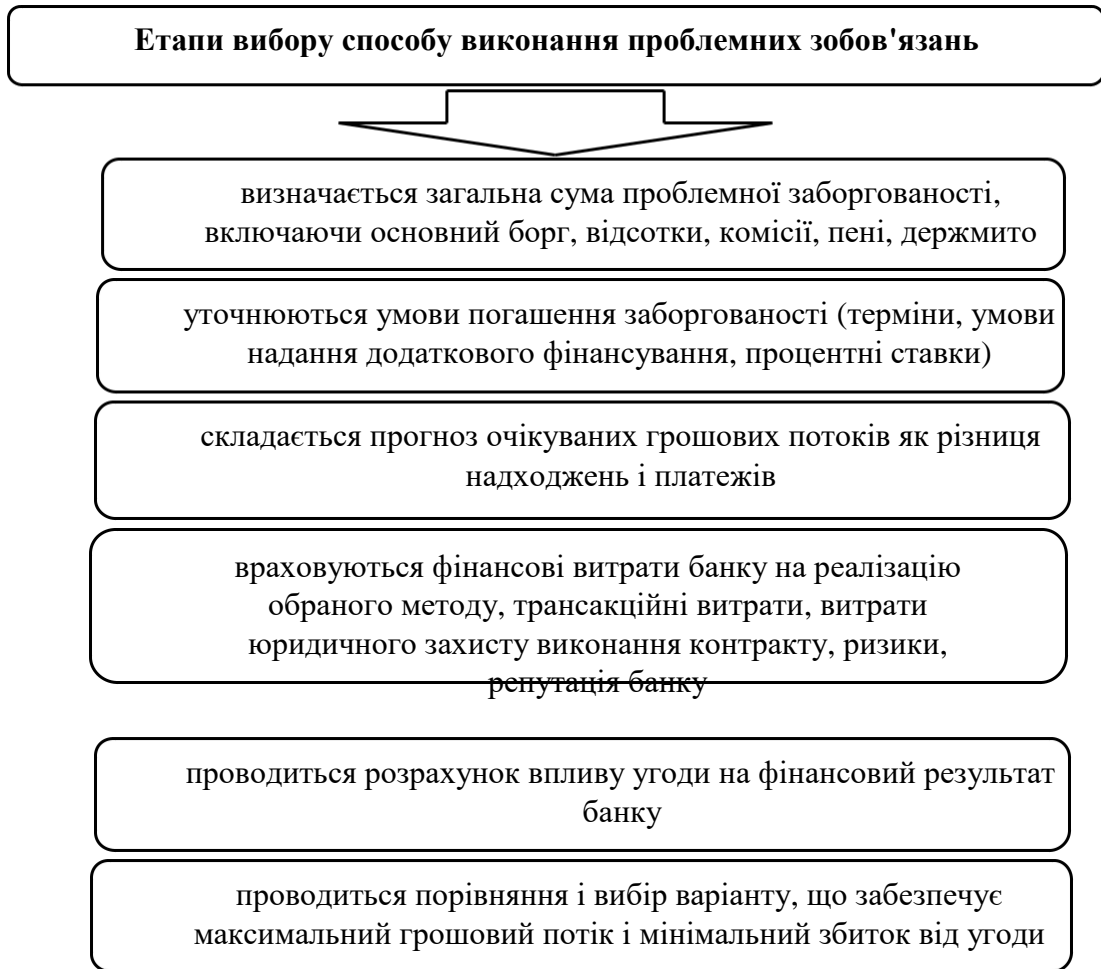 Етапи вибору способу виконання проблемних зобов'язань
визначається загальна сума проблемної заборгованості,
включаючи основний борг, відсотки, комісії, пені, держмито
уточнюються умови погашення заборгованості (терміни, умови
надання додаткового фінансування, процентні ставки)
складається прогноз очікуваних грошових потоків як різниця
надходжень і платежів
враховуються фінансові витрати банку на реалізацію
обраного методу, трансакційні витрати, витрати
юридичного захисту виконання контракту, ризики,
репутація банку
проводиться розрахунок впливу угоди на фінансовий результат
банку
проводиться порівняння і вибір варіанту, що забезпечує
максимальний грошовий потік і мінімальний збиток від угоди